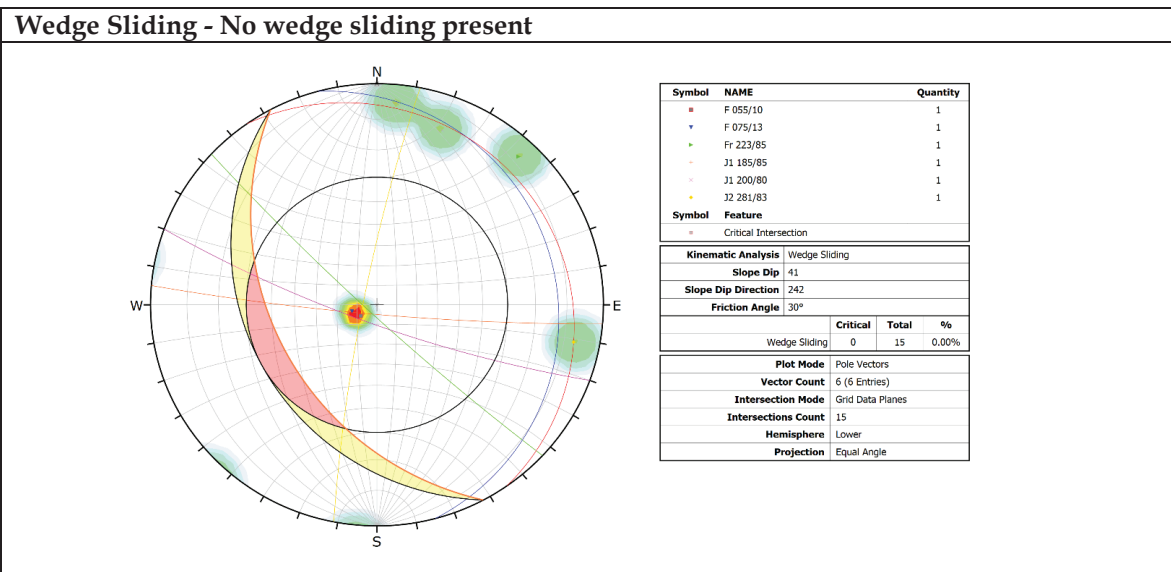 Wedge Sliding - No wedge sliding present
N
W
E
S
Symbol NAME Quantity
F 055/10 1
F 075/13 1
Fr 223/85 1
J1 185/85 1
J1 200/80 1
J2 281/83 1
Symbol Feature
Critical Intersection
Kinematic Analysis Wedge Sliding
Slope Dip 41
Slope Dip Direction 242
Friction Angle 30°
Critical Total %
Wedge Sliding 0 15 0.00%
Plot Mode Pole Vectors
Vector Count 6 (6 Entries)
Intersection Mode Grid Data Planes
Intersections Count 15
Hemisphere Lower
Projection Equal Angle